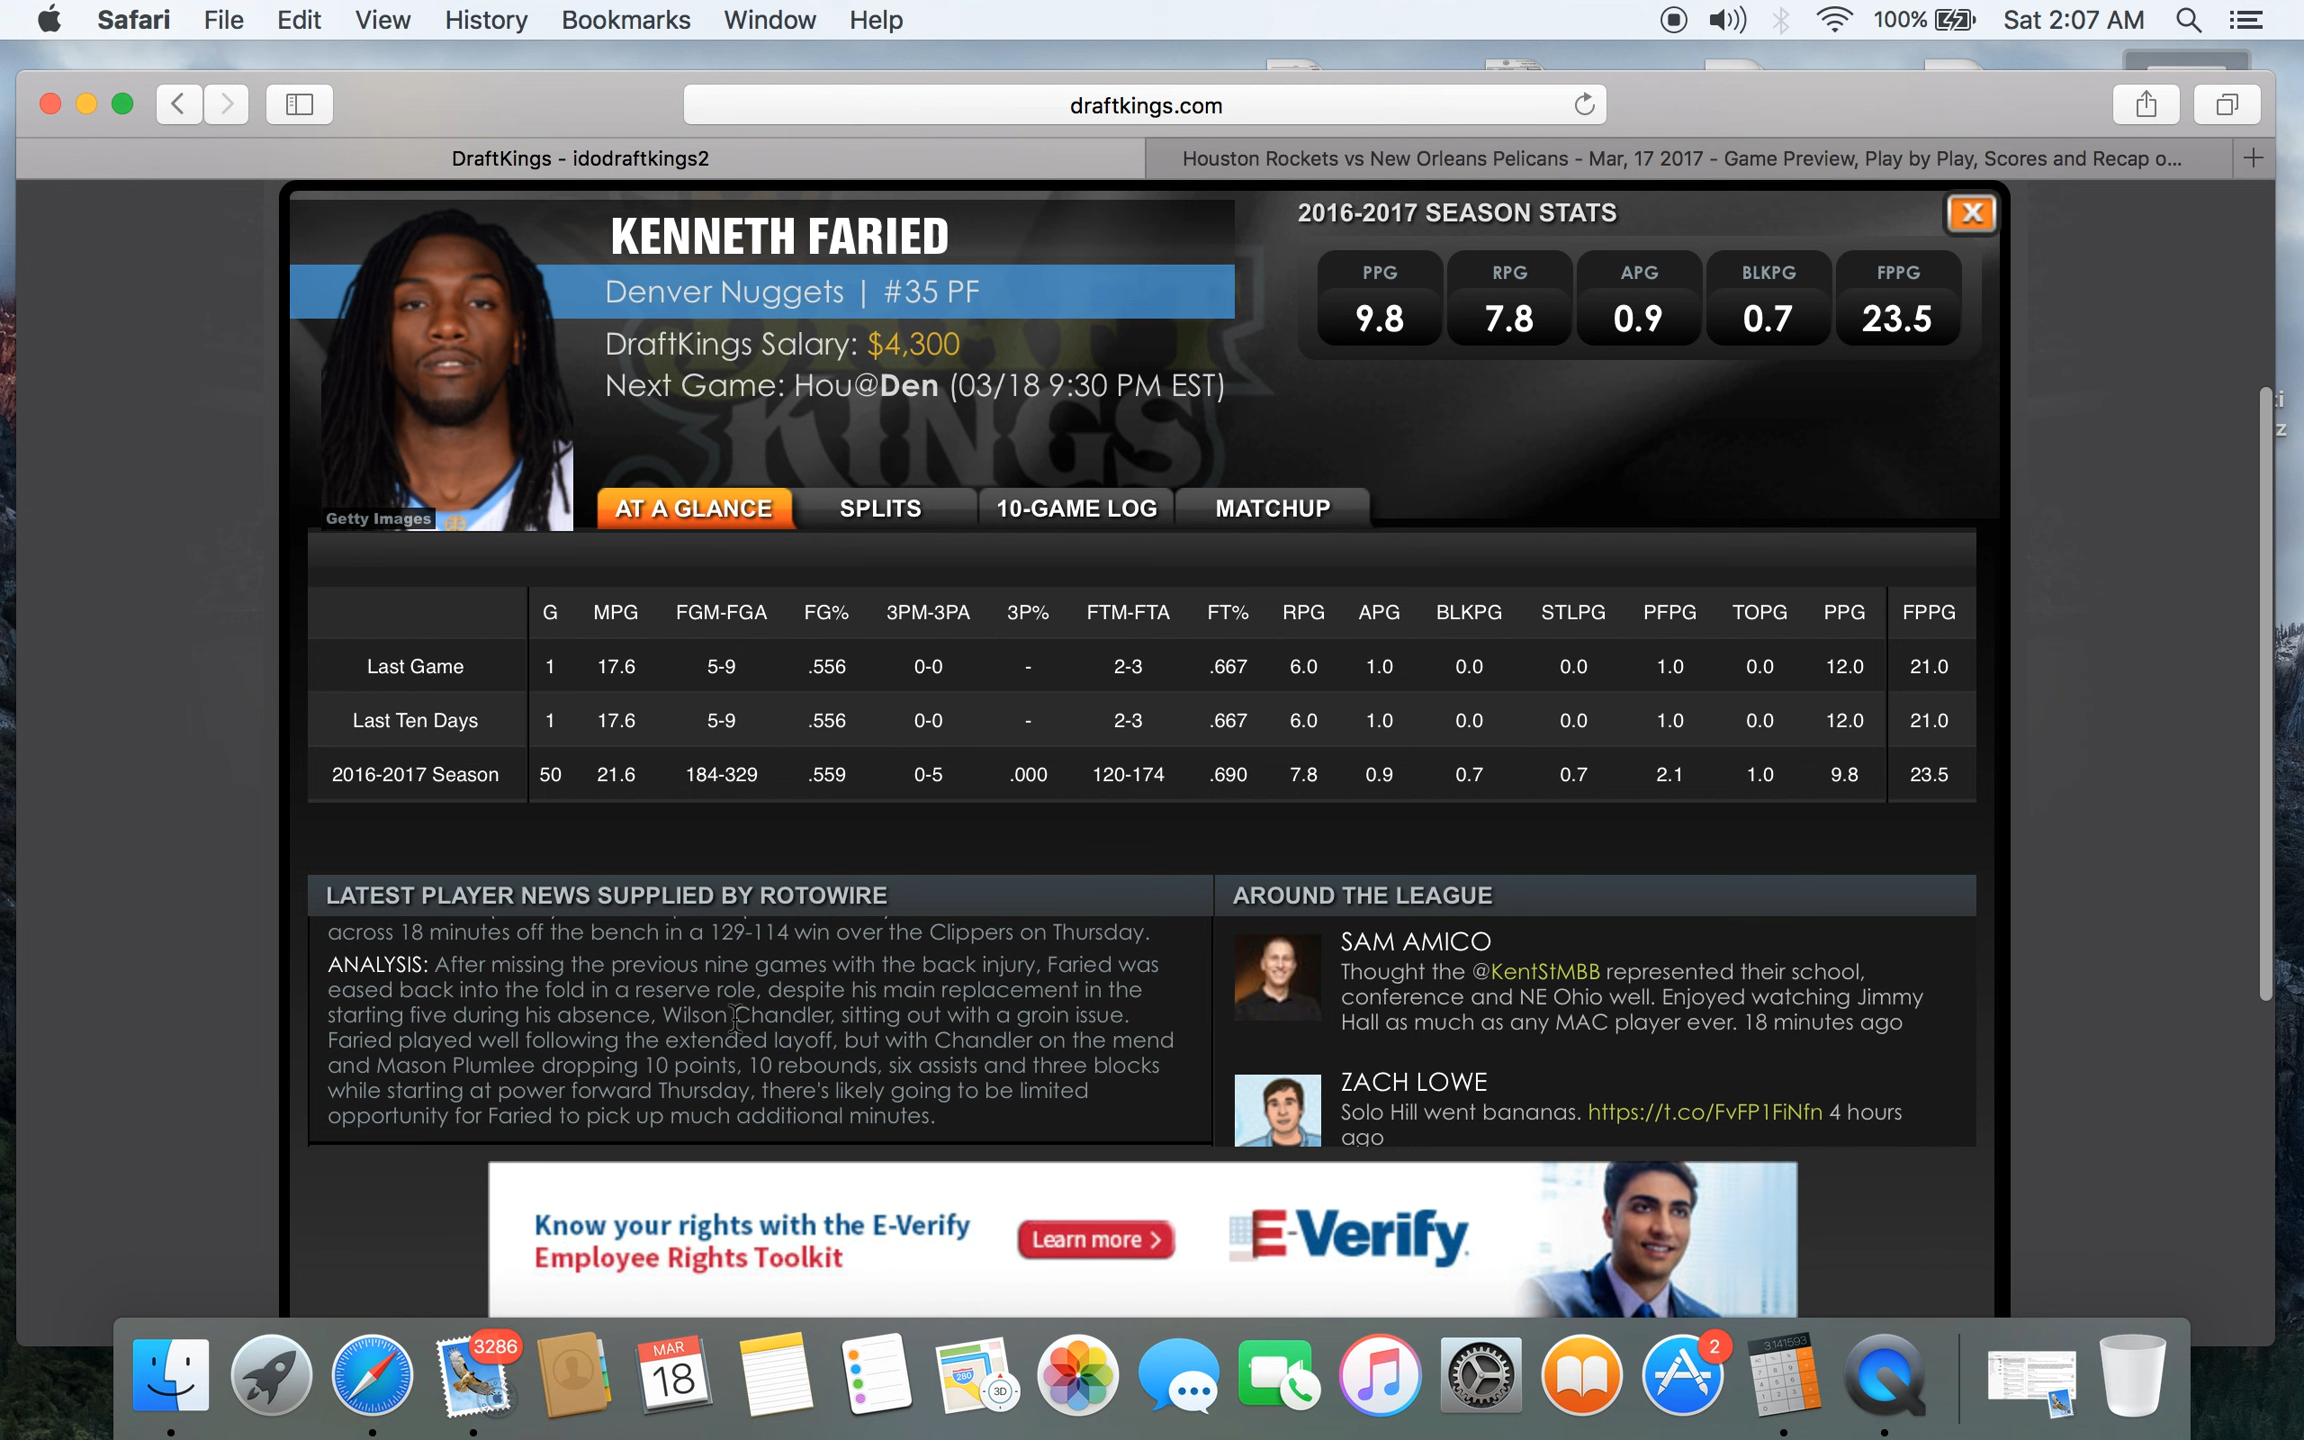 Safari File Edit View History Bookmarks Window Help 100% Sat 2:07 AM
draftkings.com
DraftKings - idodraftkings2
Houston Rockets vs New Orleans Pelicans - Mar, 17 2017 - Game Preview, Play by Play, Scores and Recap o...
KENNETH FARIED
Denver Nuggets | #35 PF
DraftKings Salary: $4,300
Next Game: Hou@Den (03/18 9:30 PM EST)
Getty Images
KINGS
2016-2017 SEASON STATS
X
PPG RPG APG BLKPG FPPG
9.8 7.8 0.9 0.7 23.5
AT A GLANCE SPLITS 10-GAME LOG MATCHUP
G MPG FGM-FGA FG% 3PM-3PA 3P% FTM-FTA FT% RPG APG BLKPG STLPG PFPG TOPG PPG FPPG
Last Game 1 17.6 5-9 .556 0-0 - 2-3 .667 6.0 1.0 0.0 0.0 1.0 0.0 12.0 21.0
Last Ten Days 1 17.6 5-9 .556 0-0 - 2-3 .667 6.0 1.0 0.0 0.0 1.0 0.0 12.0 21.0
2016-2017 Season 50 21.6 184-329 .559 0-5 .000 120-174 .690 7.8 0.9 0.7 0.7 2.1 1.0 9.8 23.5
LATEST PLAYER NEWS SUPPLIED BY ROTOWIRE
across 18 minutes off the bench in a 129-114 win over the Clippers on Thursday.
ANALYSIS: After missing the previous nine games with the back injury, Faried was
eased back into the fold in a reserve role, despite his main replacement in the
starting five during his absence, Wilson Chandler, sitting out with a groin issue.
Faried played well following the extended layoff, but with Chandler on the mend
and Mason Plumlee dropping 10 points, 10 rebounds, six assists and three blocks
while starting at power forward Thursday, there's likely going to be limited
opportunity for Faried to pick up much additional minutes.
AROUND THE LEAGUE
SAM AMICO
Thought the @KentStMBB represented their school,
conference and NE Ohio well. Enjoyed watching Jimmy
Hall as much as any MAC player ever. 18 minutes ago
ZACH LOWE
Solo Hill went bananas. https://t.co/FvFP1FiNfn 4 hours
ago
Know your rights with the E-Verify
Employee Rights Toolkit
Learn more >
E-Verify
3286
MAR
18
280
3D
2
3.141593